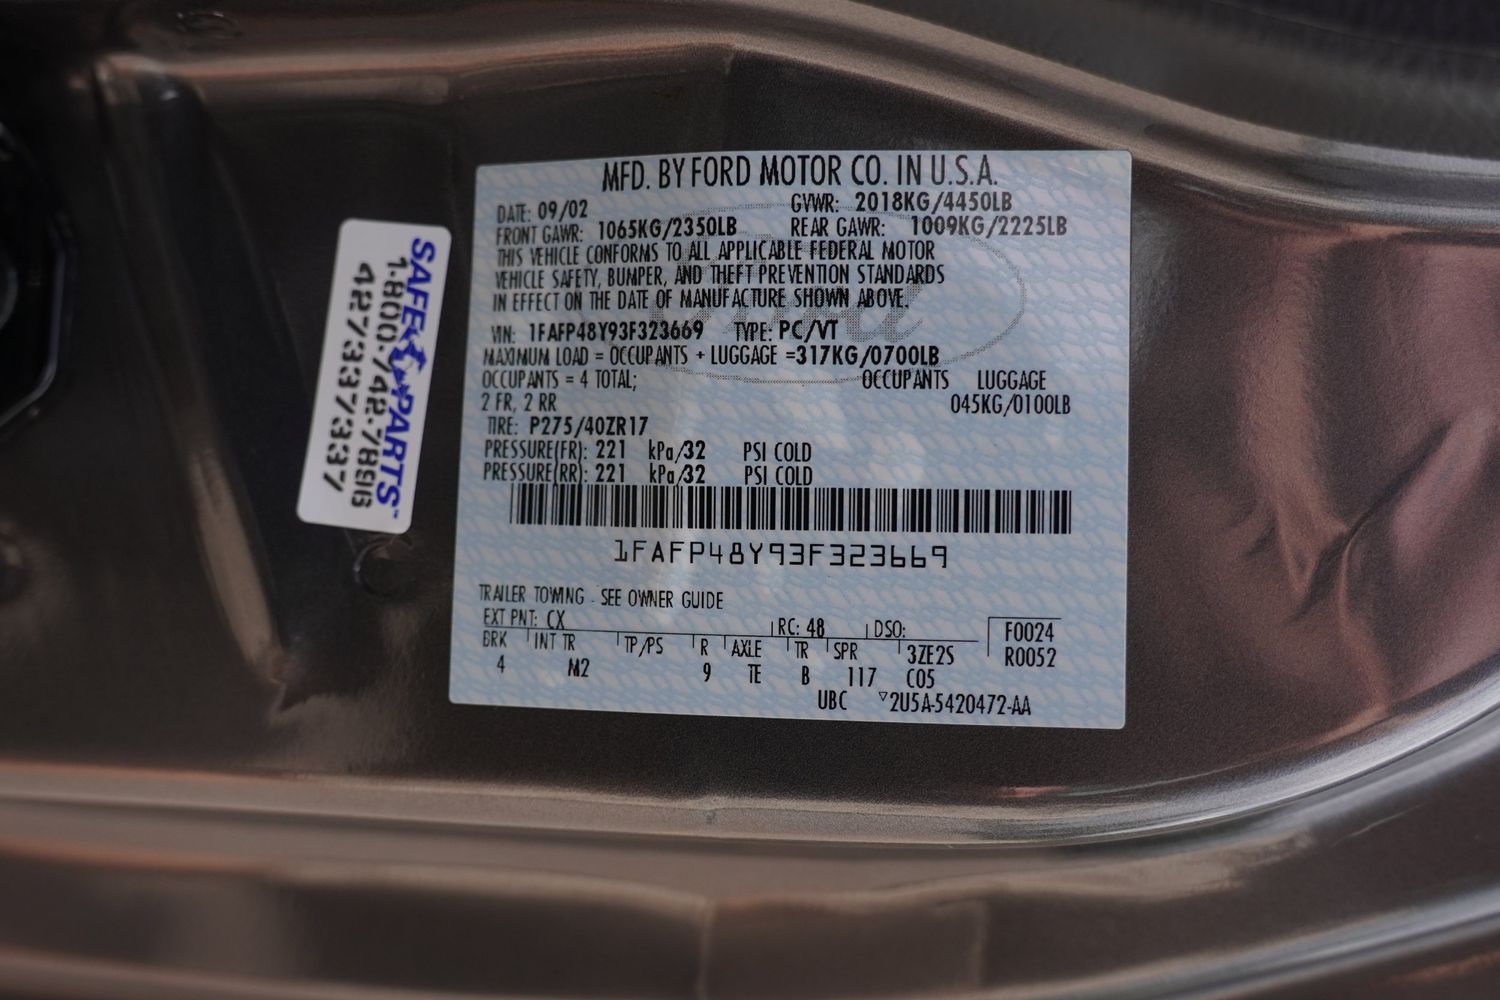 MFD. BY FORD MOTOR CO. IN U.S.A.
DATE: 09/02 GVWR: 2018KG/4450LB
FRONT GAWR: 1065KG/2350LB REAR GAWR: 1009KG/2225LB
THIS VEHICLE CONFORMS TO ALL APPLICABLE FEDERAL MOTOR
VEHICLE SAFETY, BUMPER, AND THEFT PREVENTION STANDARDS
IN EFFECT ON THE DATE OF MANUFACTURE SHOWN ABOVE.
VIN: 1FAFP48Y93F323669 TYPE: PC/VT
MAXIMUM LOAD = OCCUPANTS + LUGGAGE =317KG/0700LB
OCCUPANTS = 4 TOTAL; OCCUPANTS LUGGAGE
2 FR, 2 RR 045KG/0100LB
TIRE: P275/40ZR17
PRESSURE(FR): 221 kPa/32 PSI COLD
PRESSURE(RR): 221 kPa/32 PSI COLD
1FAFP48Y93F323669
TRAILER TOWING - SEE OWNER GUIDE
EXT PNT: CX RC: 48 DSO: F0024
BRK INT TR TP/PS R AXLE TR SPR 3ZE2S R0052
4 M2 9 TE B 117 C05
UBC ▽2U5A-5420472-AA
SAFE PARTS™
1-800-742-7896
427337337